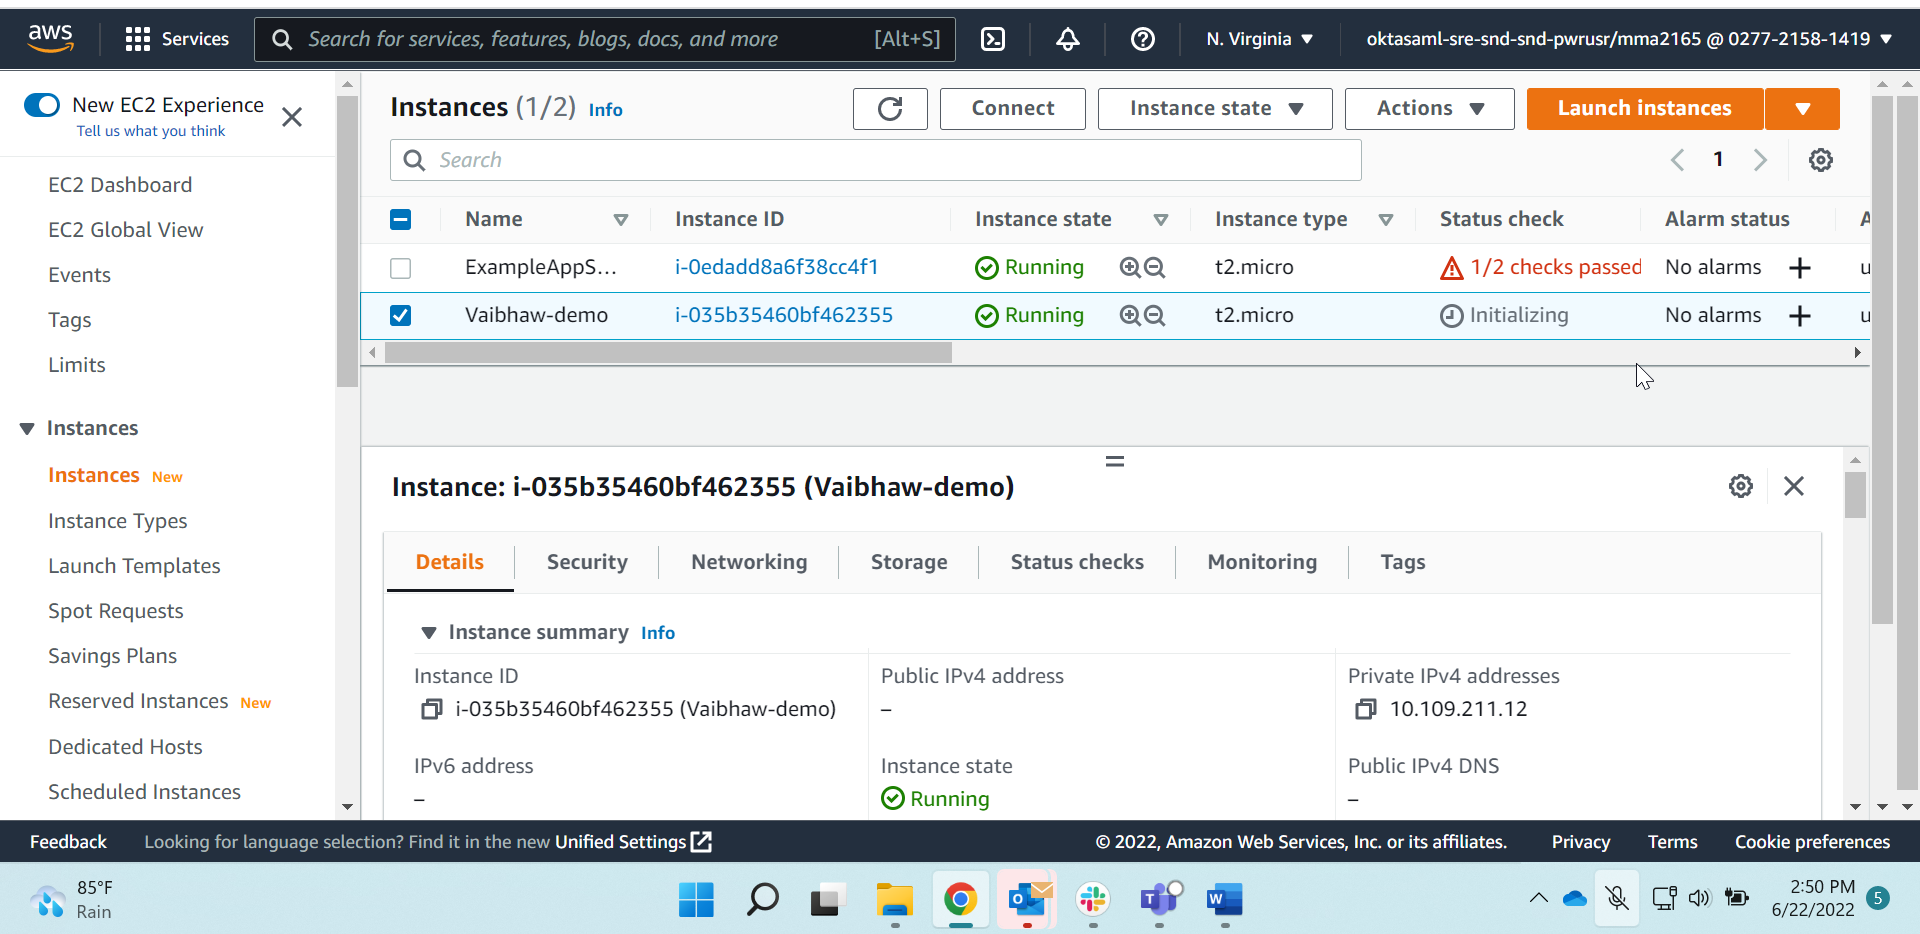 aws
Services
Search for services, features, blogs, docs, and more [Alt+S]
N. Virginia
oktasaml-sre-snd-snd-pwrusr/mma2165 @ 0277-2158-1419
New EC2 Experience
Tell us what you think
EC2 Dashboard
EC2 Global View
Events
Tags
Limits
Instances
Instances New
Instance Types
Launch Templates
Spot Requests
Savings Plans
Reserved Instances New
Dedicated Hosts
Scheduled Instances
Instances (1/2) Info
Connect
Instance state
Actions
Launch instances
Search
1
Name Instance ID Instance state Instance type Status check Alarm status A
ExampleAppS... i-0edadd8a6f38cc4f1 Running t2.micro 1/2 checks passed No alarms + u
Vaibhaw-demo i-035b35460bf462355 Running t2.micro Initializing No alarms + u
Instance: i-035b35460bf462355 (Vaibhaw-demo)
Details Security Networking Storage Status checks Monitoring Tags
Instance summary Info
Instance ID
i-035b35460bf462355 (Vaibhaw-demo)
Public IPv4 address
–
Private IPv4 addresses
10.109.211.12
IPv6 address
–
Instance state
Running
Public IPv4 DNS
–
Feedback
Looking for language selection? Find it in the new Unified Settings
© 2022, Amazon Web Services, Inc. or its affiliates.
Privacy
Terms
Cookie preferences
85°F
Rain
2:50 PM
6/22/2022
5